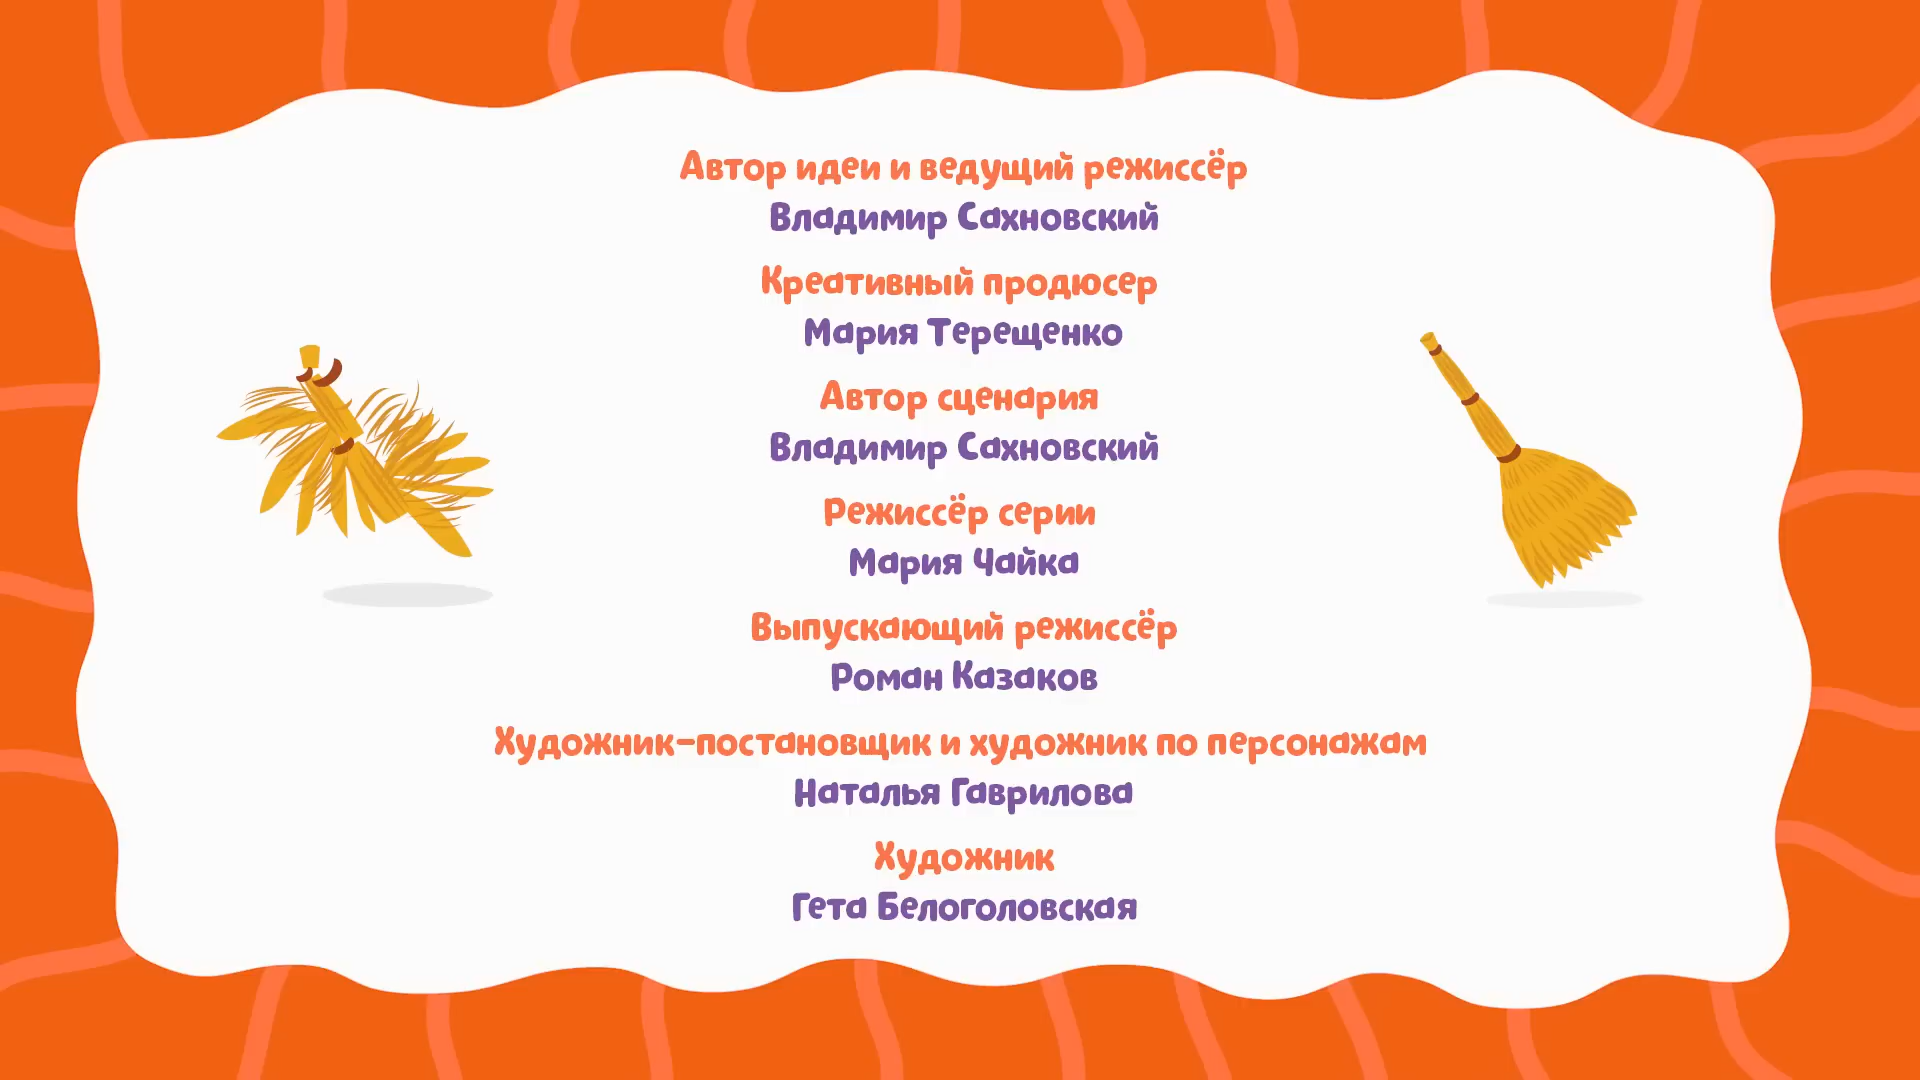 Автор идеи и ведущий режиссёр
Владимир Сахновский
Креативный продюсер
Мария Терещенко
Автор сценария
Владимир Сахновский
Режиссёр серии
Мария Чайка
Выпускающий режиссёр
Роман Казаков
Художник-постановщик и художник по персонажам
Наталья Гаврилова
Художник
Гета Белоголовская